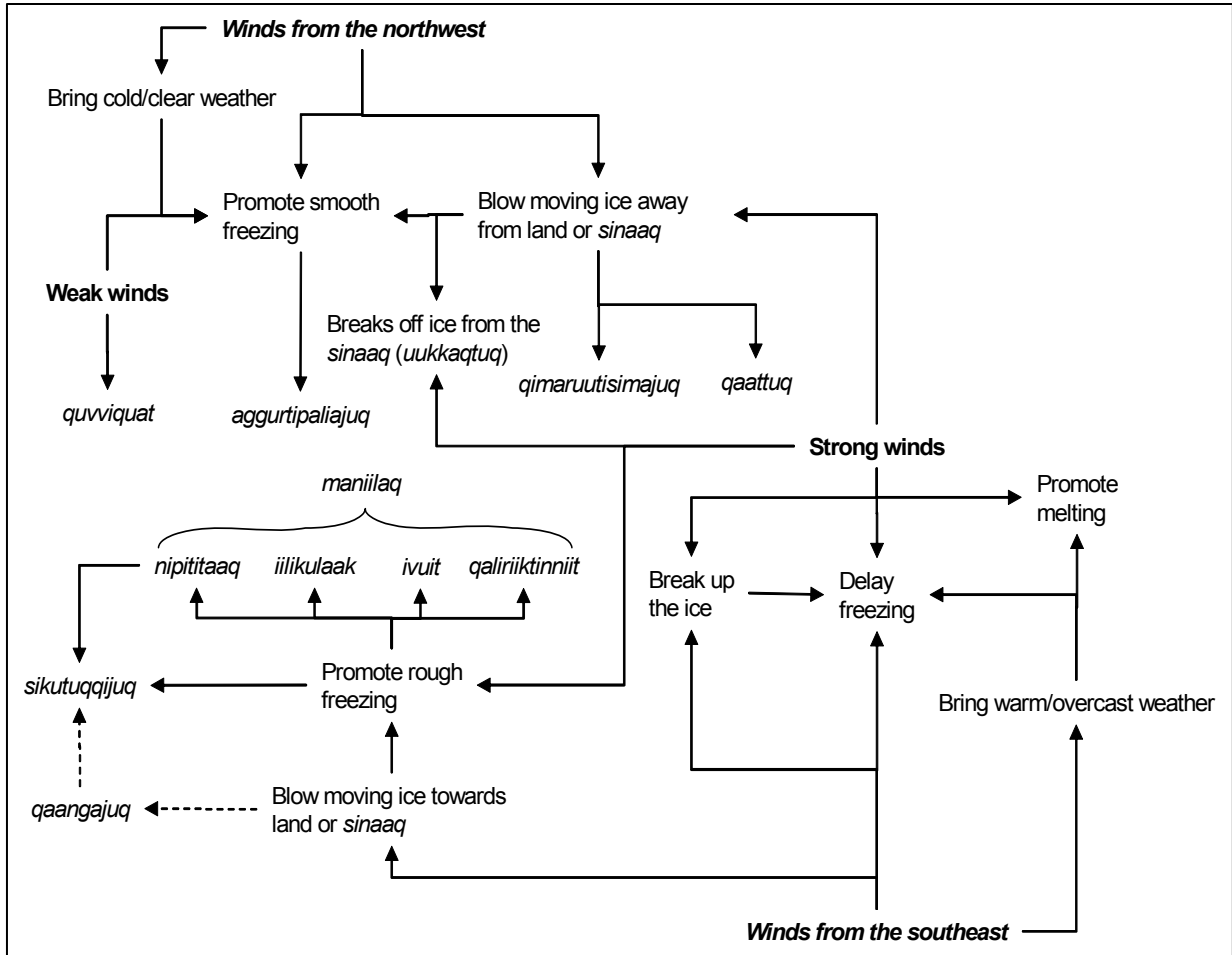 Winds from the northwest
Bring cold/clear weather
Promote smooth
freezing
Blow moving ice away
from land or sinaaq
Weak winds
Breaks off ice from the
sinaaq (uukkaqtuq)
quvviquat
aggurtipaliajuq
qimaruutisimajuq
qaattuq
Strong winds
maniilaq
Promote
melting
nipititaaq
iilikulaak
ivuit
qaliriiktinniit
Break up
the ice
Delay
freezing
sikutuqqijuq
Promote rough
freezing
Bring warm/overcast weather
qaangajuq
Blow moving ice towards
land or sinaaq
Winds from the southeast